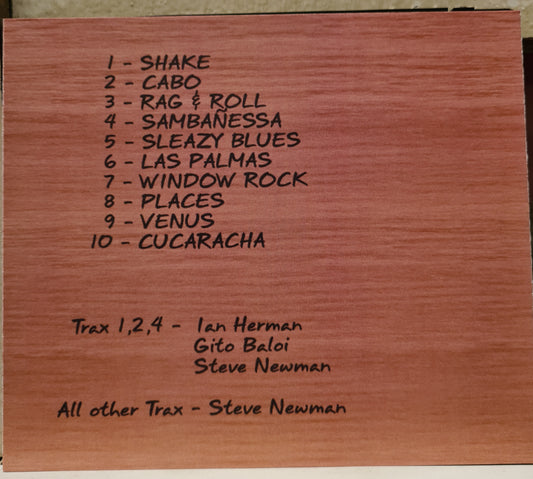 1 - SHAKE
2 - CABO
3 - RAG & ROLL
4 - SAMBAÑESSA
5 - SLEAZY BLUES
6 - LAS PALMAS
7 - WINDOW ROCK
8 - PLACES
9 - VENUS
10 - CUCARACHA
Trax 1,2,4 - Ian Herman
Gito Baloi
Steve Newman
All other Trax - Steve Newman